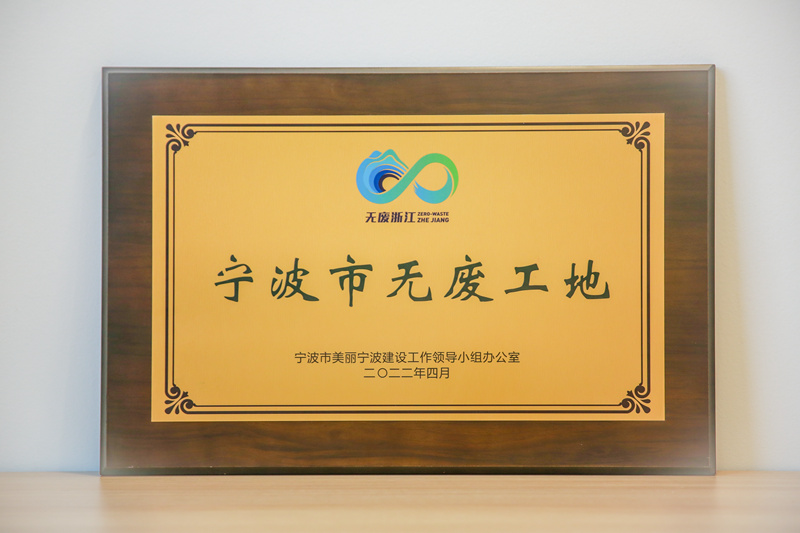 无废浙江 ZERO-WASTE
ZHE JIANG
宁波市无废工地
宁波市美丽宁波建设工作领导小组办公室
二〇二二年四月